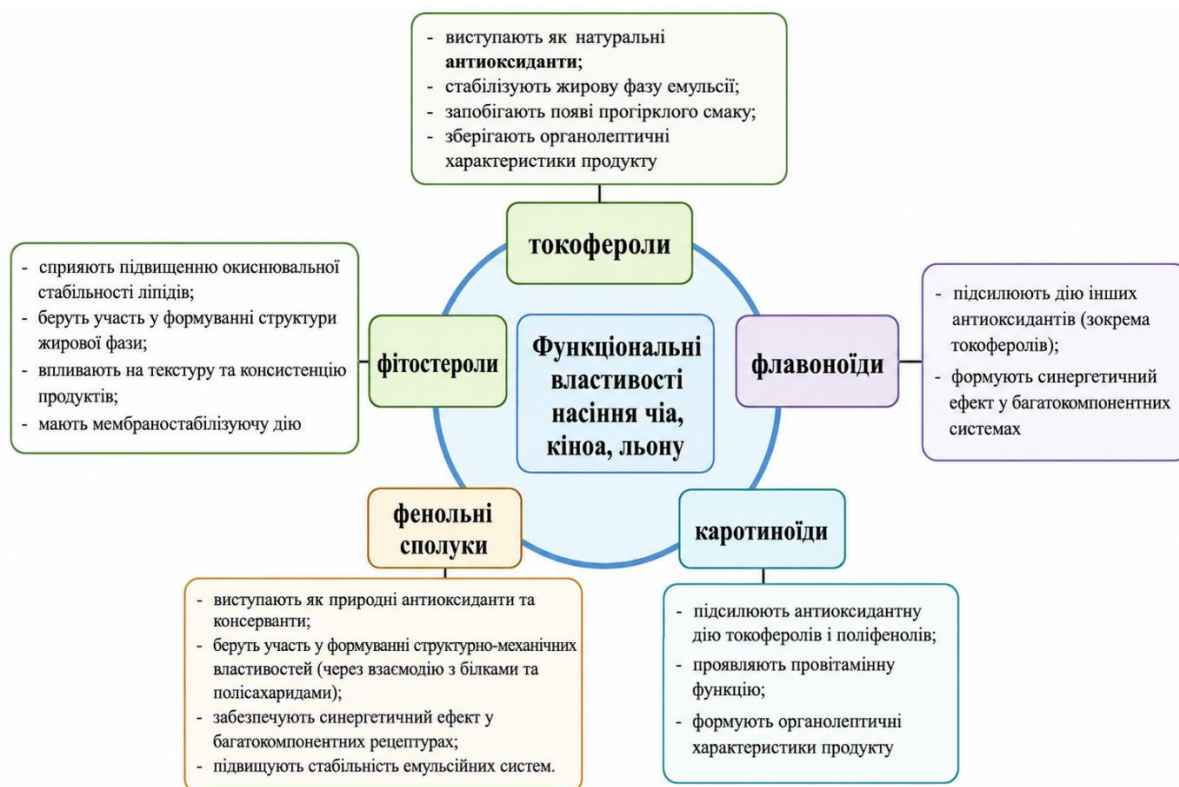 - виступають як натуральні
антиоксиданти;
- стабілізують жирову фазу емульсії;
- запобігають появі прогірклого смаку;
- зберігають органолептичні
характеристики продукту
токофероли
- сприяють підвищенню окиснювальної
стабільності ліпідів;
- беруть участь у формуванні структури
жирової фази;
- впливають на текстуру та консистенцію
продуктів;
- мають мембраностабілізуючу дію
фітостероли
Функціональні
властивості
насіння чіа,
кіноа, льону
флавоноїди
- підсилюють дію інших
антиоксидантів (зокрема
токоферолів);
- формують синергетичний
ефект у багатокомпонентних
системах
фенольні
сполуки
- виступають як природні антиоксиданти та
консерванти;
- беруть участь у формуванні структурно-механічних
властивостей (через взаємодію з білками та
полісахаридами);
- забезпечують синергетичний ефект у
багатокомпонентних рецептурах;
- підвищують стабільність емульсійних систем.
каротиноїди
- підсилюють антиоксидантну
дію токоферолів і поліфенолів;
- проявляють провітамінну
функцію;
- формують органолептичні
характеристики продукту